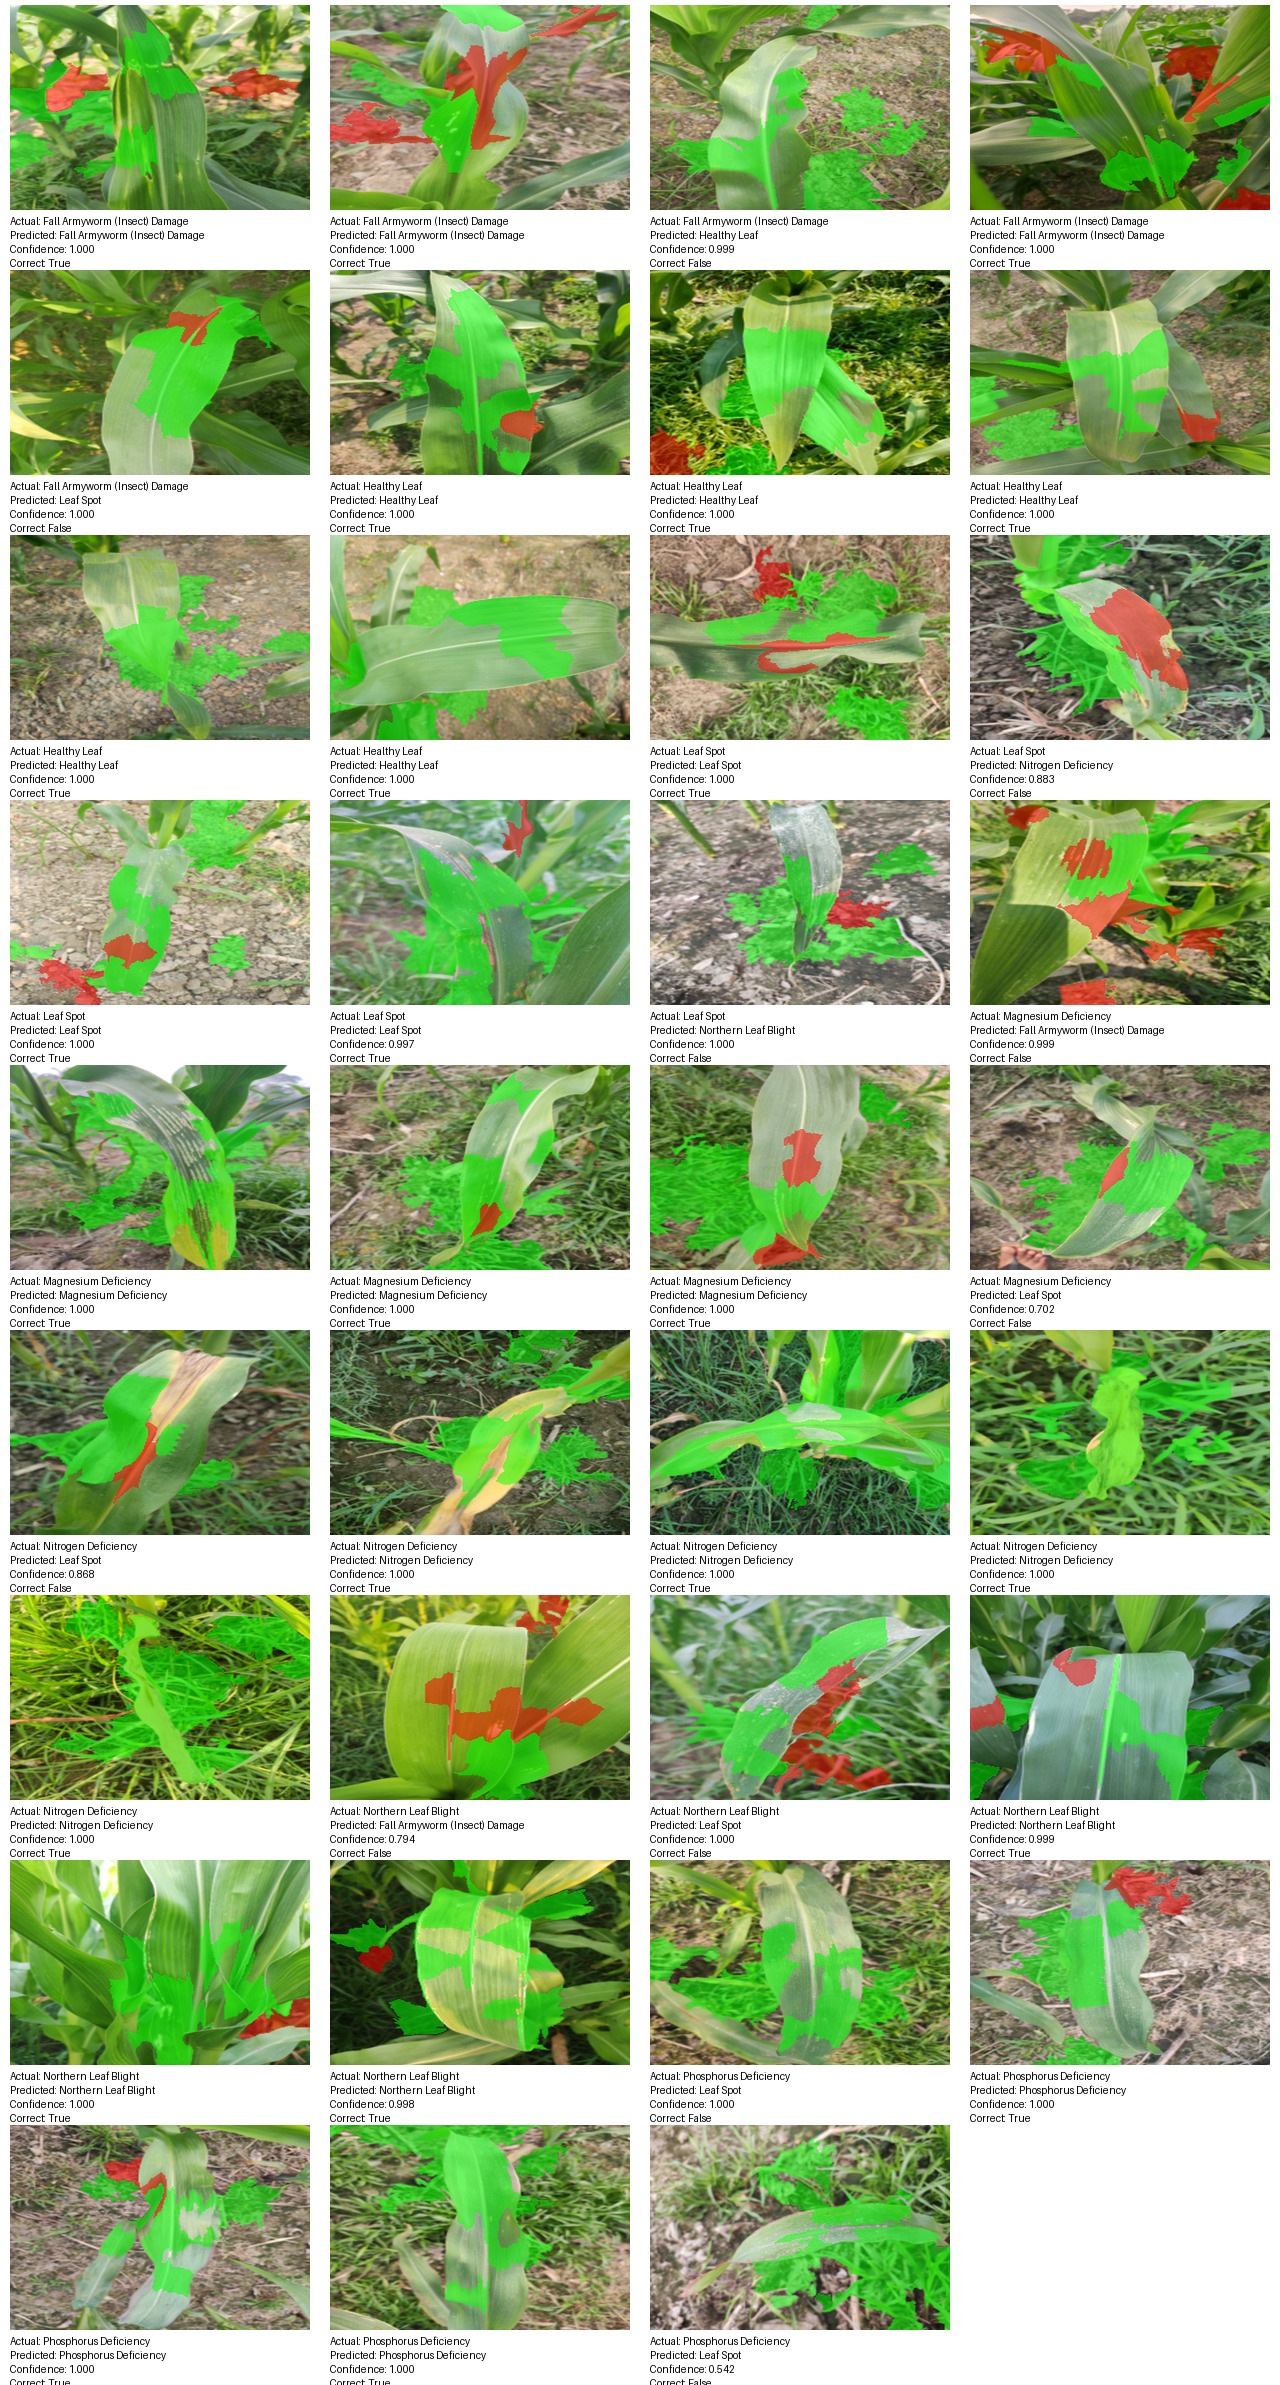 Actual: Fall Armyworm (Insect) Damage
Predicted: Fall Armyworm (Insect) Damage
Confidence: 1.000
Correct: True
Actual: Fall Armyworm (Insect) Damage
Predicted: Fall Armyworm (Insect) Damage
Confidence: 1.000
Correct: True
Actual: Fall Armyworm (Insect) Damage
Predicted: Healthy Leaf
Confidence: 0.999
Correct: False
Actual: Fall Armyworm (Insect) Damage
Predicted: Fall Armyworm (Insect) Damage
Confidence: 1.000
Correct: True
Actual: Fall Armyworm (Insect) Damage
Predicted: Leaf Spot
Confidence: 1.000
Correct: False
Actual: Healthy Leaf
Predicted: Healthy Leaf
Confidence: 1.000
Correct: True
Actual: Healthy Leaf
Predicted: Healthy Leaf
Confidence: 1.000
Correct: True
Actual: Healthy Leaf
Predicted: Healthy Leaf
Confidence: 1.000
Correct: True
Actual: Healthy Leaf
Predicted: Healthy Leaf
Confidence: 1.000
Correct: True
Actual: Healthy Leaf
Predicted: Healthy Leaf
Confidence: 1.000
Correct: True
Actual: Leaf Spot
Predicted: Leaf Spot
Confidence: 1.000
Correct: True
Actual: Leaf Spot
Predicted: Nitrogen Deficiency
Confidence: 0.883
Correct: False
Actual: Leaf Spot
Predicted: Leaf Spot
Confidence: 1.000
Correct: True
Actual: Leaf Spot
Predicted: Leaf Spot
Confidence: 0.997
Correct: True
Actual: Leaf Spot
Predicted: Northern Leaf Blight
Confidence: 1.000
Correct: False
Actual: Magnesium Deficiency
Predicted: Fall Armyworm (Insect) Damage
Confidence: 0.999
Correct: False
Actual: Magnesium Deficiency
Predicted: Magnesium Deficiency
Confidence: 1.000
Correct: True
Actual: Magnesium Deficiency
Predicted: Magnesium Deficiency
Confidence: 1.000
Correct: True
Actual: Magnesium Deficiency
Predicted: Magnesium Deficiency
Confidence: 1.000
Correct: True
Actual: Magnesium Deficiency
Predicted: Leaf Spot
Confidence: 0.702
Correct: False
Actual: Nitrogen Deficiency
Predicted: Leaf Spot
Confidence: 0.868
Correct: False
Actual: Nitrogen Deficiency
Predicted: Nitrogen Deficiency
Confidence: 1.000
Correct: True
Actual: Nitrogen Deficiency
Predicted: Nitrogen Deficiency
Confidence: 1.000
Correct: True
Actual: Nitrogen Deficiency
Predicted: Nitrogen Deficiency
Confidence: 1.000
Correct: True
Actual: Nitrogen Deficiency
Predicted: Nitrogen Deficiency
Confidence: 1.000
Correct: True
Actual: Northern Leaf Blight
Predicted: Fall Armyworm (Insect) Damage
Confidence: 0.794
Correct: False
Actual: Northern Leaf Blight
Predicted: Leaf Spot
Confidence: 1.000
Correct: False
Actual: Northern Leaf Blight
Predicted: Northern Leaf Blight
Confidence: 0.999
Correct: True
Actual: Northern Leaf Blight
Predicted: Northern Leaf Blight
Confidence: 1.000
Correct: True
Actual: Northern Leaf Blight
Predicted: Northern Leaf Blight
Confidence: 0.998
Correct: True
Actual: Phosphorus Deficiency
Predicted: Leaf Spot
Confidence: 1.000
Correct: False
Actual: Phosphorus Deficiency
Predicted: Phosphorus Deficiency
Confidence: 1.000
Correct: True
Actual: Phosphorus Deficiency
Predicted: Phosphorus Deficiency
Confidence: 1.000
Correct: True
Actual: Phosphorus Deficiency
Predicted: Phosphorus Deficiency
Confidence: 1.000
Correct: True
Actual: Phosphorus Deficiency
Predicted: Leaf Spot
Confidence: 0.542
Correct: False